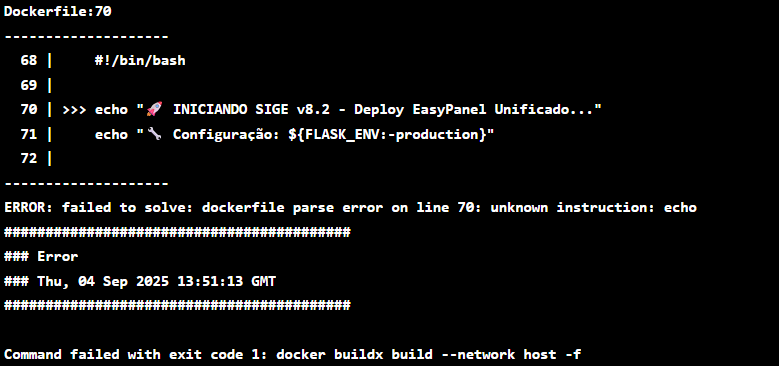 Dockerfile:70
--------------------
  68 |     #!/bin/bash
  69 |
  70 | >>> echo "🚀 INICIANDO SIGE v8.2 - Deploy EasyPanel Unificado..."
  71 |     echo "🔧 Configuração: ${FLASK_ENV:-production}"
  72 |
--------------------
ERROR: failed to solve: dockerfile parse error on line 70: unknown instruction: echo
##########################################
### Error
### Thu, 04 Sep 2025 13:51:13 GMT
##########################################
Command failed with exit code 1: docker buildx build --network host -f